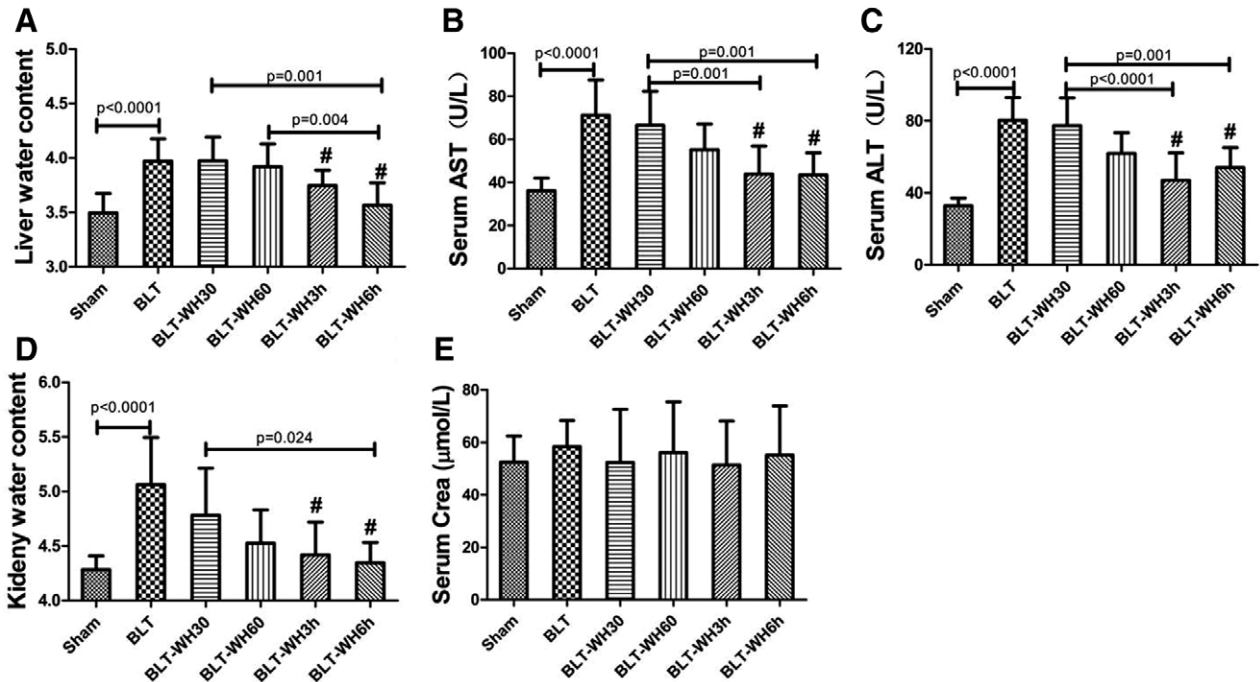 A
Liver water content
5.0
4.5
4.0
3.5
3.0
p<0.0001
p=0.001
p=0.004
#
#
Sham
BLT
BLT-WH30
BLT-WH60
BLT-WH3h
BLT-WH6h
B
Serum AST (U/L)
100
80
60
40
20
0
p<0.0001
p=0.001
p=0.001
#
#
Sham
BLT
BLT-WH30
BLT-WH60
BLT-WH3h
BLT-WH6h
C
Serum ALT (U/L)
120
80
40
0
p<0.0001
p=0.001
p<0.0001
#
#
Sham
BLT
BLT-WH30
BLT-WH60
BLT-WH3h
BLT-WH6h
D
Kideny water content
6.0
5.5
5.0
4.5
4.0
p<0.0001
p=0.024
#
#
Sham
BLT
BLT-WH30
BLT-WH60
BLT-WH3h
BLT-WH6h
E
Serum Crea (μmol/L)
80
60
40
20
0
Sham
BLT
BLT-WH30
BLT-WH60
BLT-WH3h
BLT-WH6h